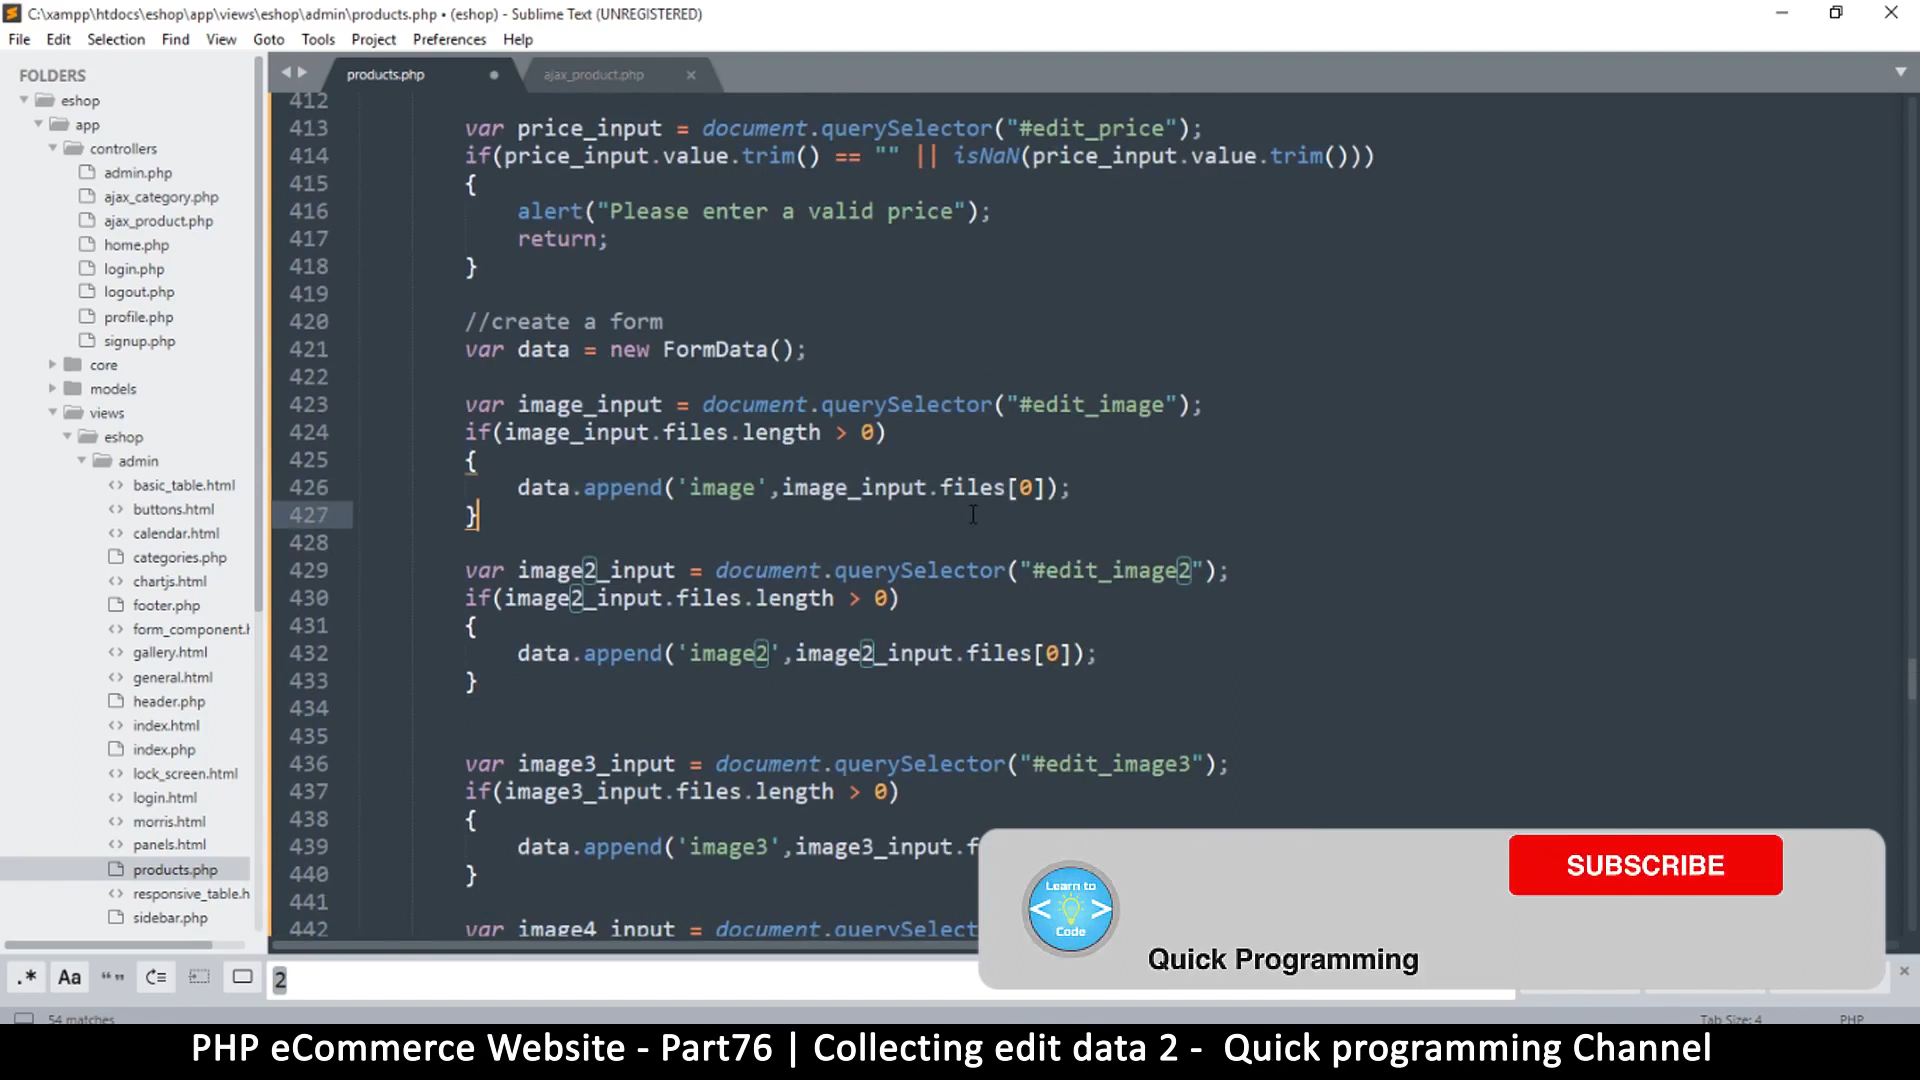 C:\xampp\htdocs\eshop\app\views\eshop\admin\products.php • (eshop) - Sublime Text (UNREGISTERED)
File Edit Selection Find View Goto Tools Project Preferences Help
FOLDERS
eshop
app
controllers
admin.php
ajax_category.php
ajax_product.php
home.php
login.php
logout.php
profile.php
signup.php
core
models
views
eshop
admin
basic_table.html
buttons.html
calendar.html
categories.php
chartjs.html
footer.php
form_component.h
gallery.html
general.html
header.php
index.html
index.php
lock_screen.html
login.html
morris.html
panels.html
products.php
responsive_table.h
sidebar.php
products.php ajax_product.php
412
413 var price_input = document.querySelector("#edit_price");
414 if(price_input.value.trim() == "" || isNaN(price_input.value.trim()))
415 {
416 alert("Please enter a valid price");
417 return;
418 }
419
420 //create a form
421 var data = new FormData();
422
423 var image_input = document.querySelector("#edit_image");
424 if(image_input.files.length > 0)
425 {
426 data.append('image',image_input.files[0]);
427 }
428
429 var image2_input = document.querySelector("#edit_image2");
430 if(image2_input.files.length > 0)
431 {
432 data.append('image2',image2_input.files[0]);
433 }
434
435
436 var image3_input = document.querySelector("#edit_image3");
437 if(image3_input.files.length > 0)
438 {
439 data.append('image3',image3_input.f
440 }
441
442 var image4_input = document.querySelect
SUBSCRIBE
Learn to
< >
Code
Quick Programming
.* Aa “ ” 2
54 matches Tab Size: 4 PHP
PHP eCommerce Website - Part76 | Collecting edit data 2 - Quick programming Channel